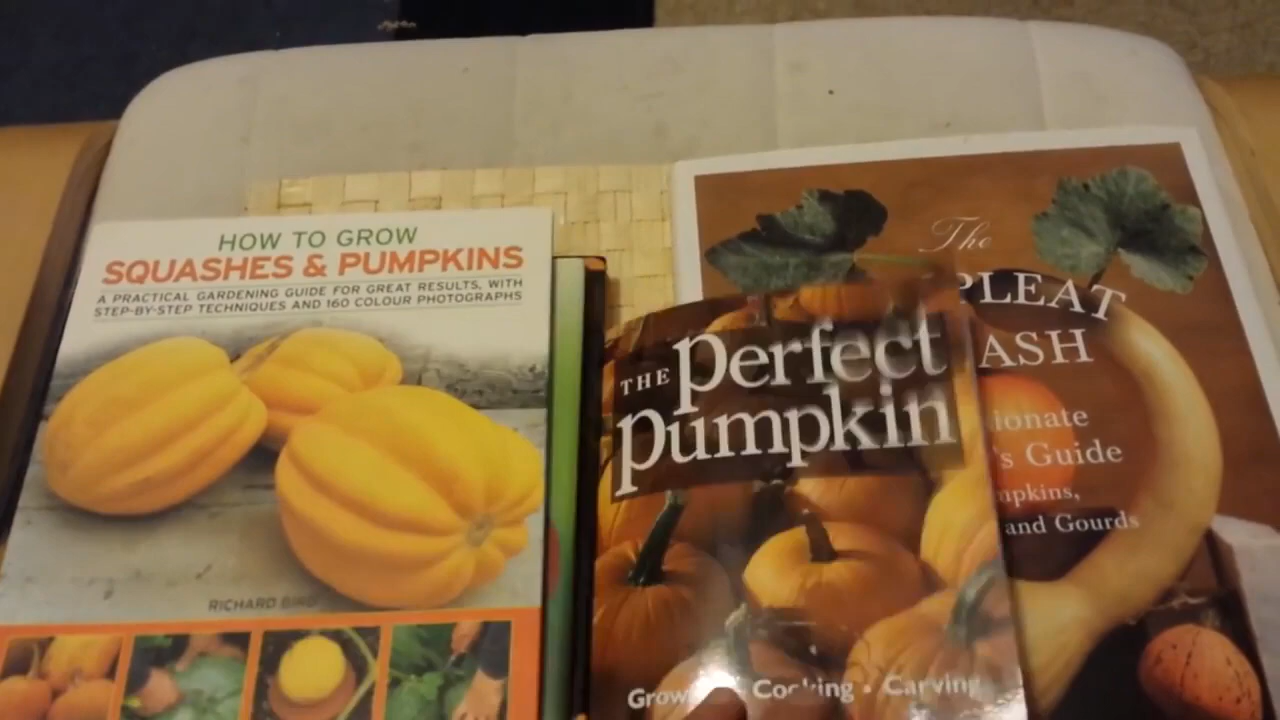 HOW TO GROW
SQUASHES & PUMPKINS
A PRACTICAL GARDENING GUIDE FOR GREAT RESULTS, WITH
STEP-BY-STEP TECHNIQUES AND 160 COLOUR PHOTOGRAPHS
RICHARD BIRD
THE perfect
pumpkin
Grow Cooking • Carving
The
PLEAT
ASH
ionate
's Guide
mpkins,
and Gourds